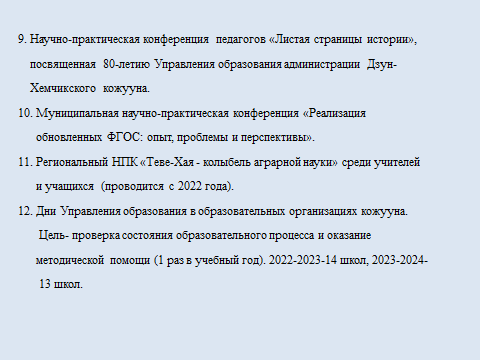 9. Научно-практическая конференция педагогов «Листая страницы истории»,
посвященная 80-летию Управления образования администрации Дзун-
Хемчикского кожууна.
10. Муниципальная научно-практическая конференция «Реализация
обновленных ФГОС: опыт, проблемы и перспективы».
11. Региональный НПК «Теве-Хая - колыбель аграрной науки» среди учителей
и учащихся (проводится с 2022 года).
12. Дни Управления образования в образовательных организациях кожууна.
Цель- проверка состояния образовательного процесса и оказание
методической помощи (1 раз в учебный год). 2022-2023-14 школ, 2023-2024-
13 школ.